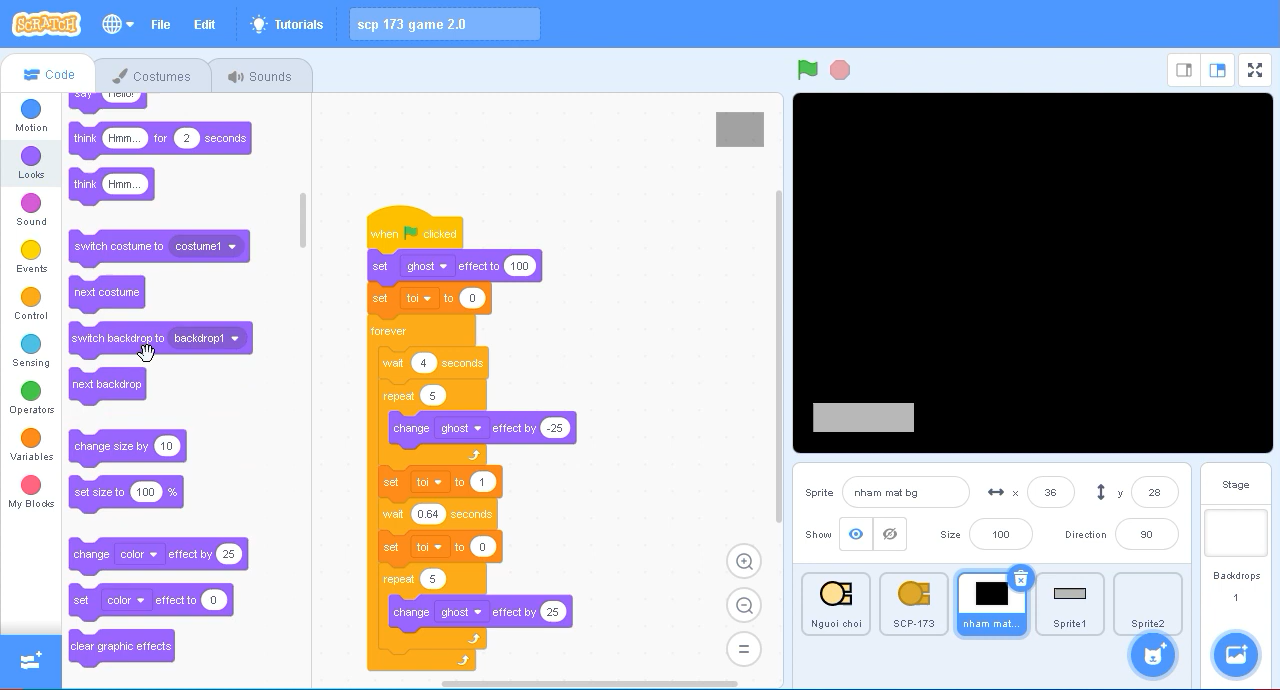 SCRATCH File Edit Tutorials scp 173 game 2.0
Code Costumes Sounds
Motion
Looks
Sound
Events
Control
Sensing
Operators
Variables
My Blocks
say Hello!
think Hmm... for 2 seconds
think Hmm...
switch costume to costume1
next costume
switch backdrop to backdrop1
next backdrop
change size by 10
set size to 100 %
change color effect by 25
set color effect to 0
clear graphic effects
when clicked
set ghost effect to 100
set toi to 0
forever
wait 4 seconds
repeat 5
change ghost effect by -25
set toi to 1
wait 0.64 seconds
set toi to 0
repeat 5
change ghost effect by 25
Sprite nham mat bg x 36 y 28
Show Size 100 Direction 90
Nguoi choi
SCP-173
nham mat...
Sprite1
Sprite2
Stage
Backdrops
1